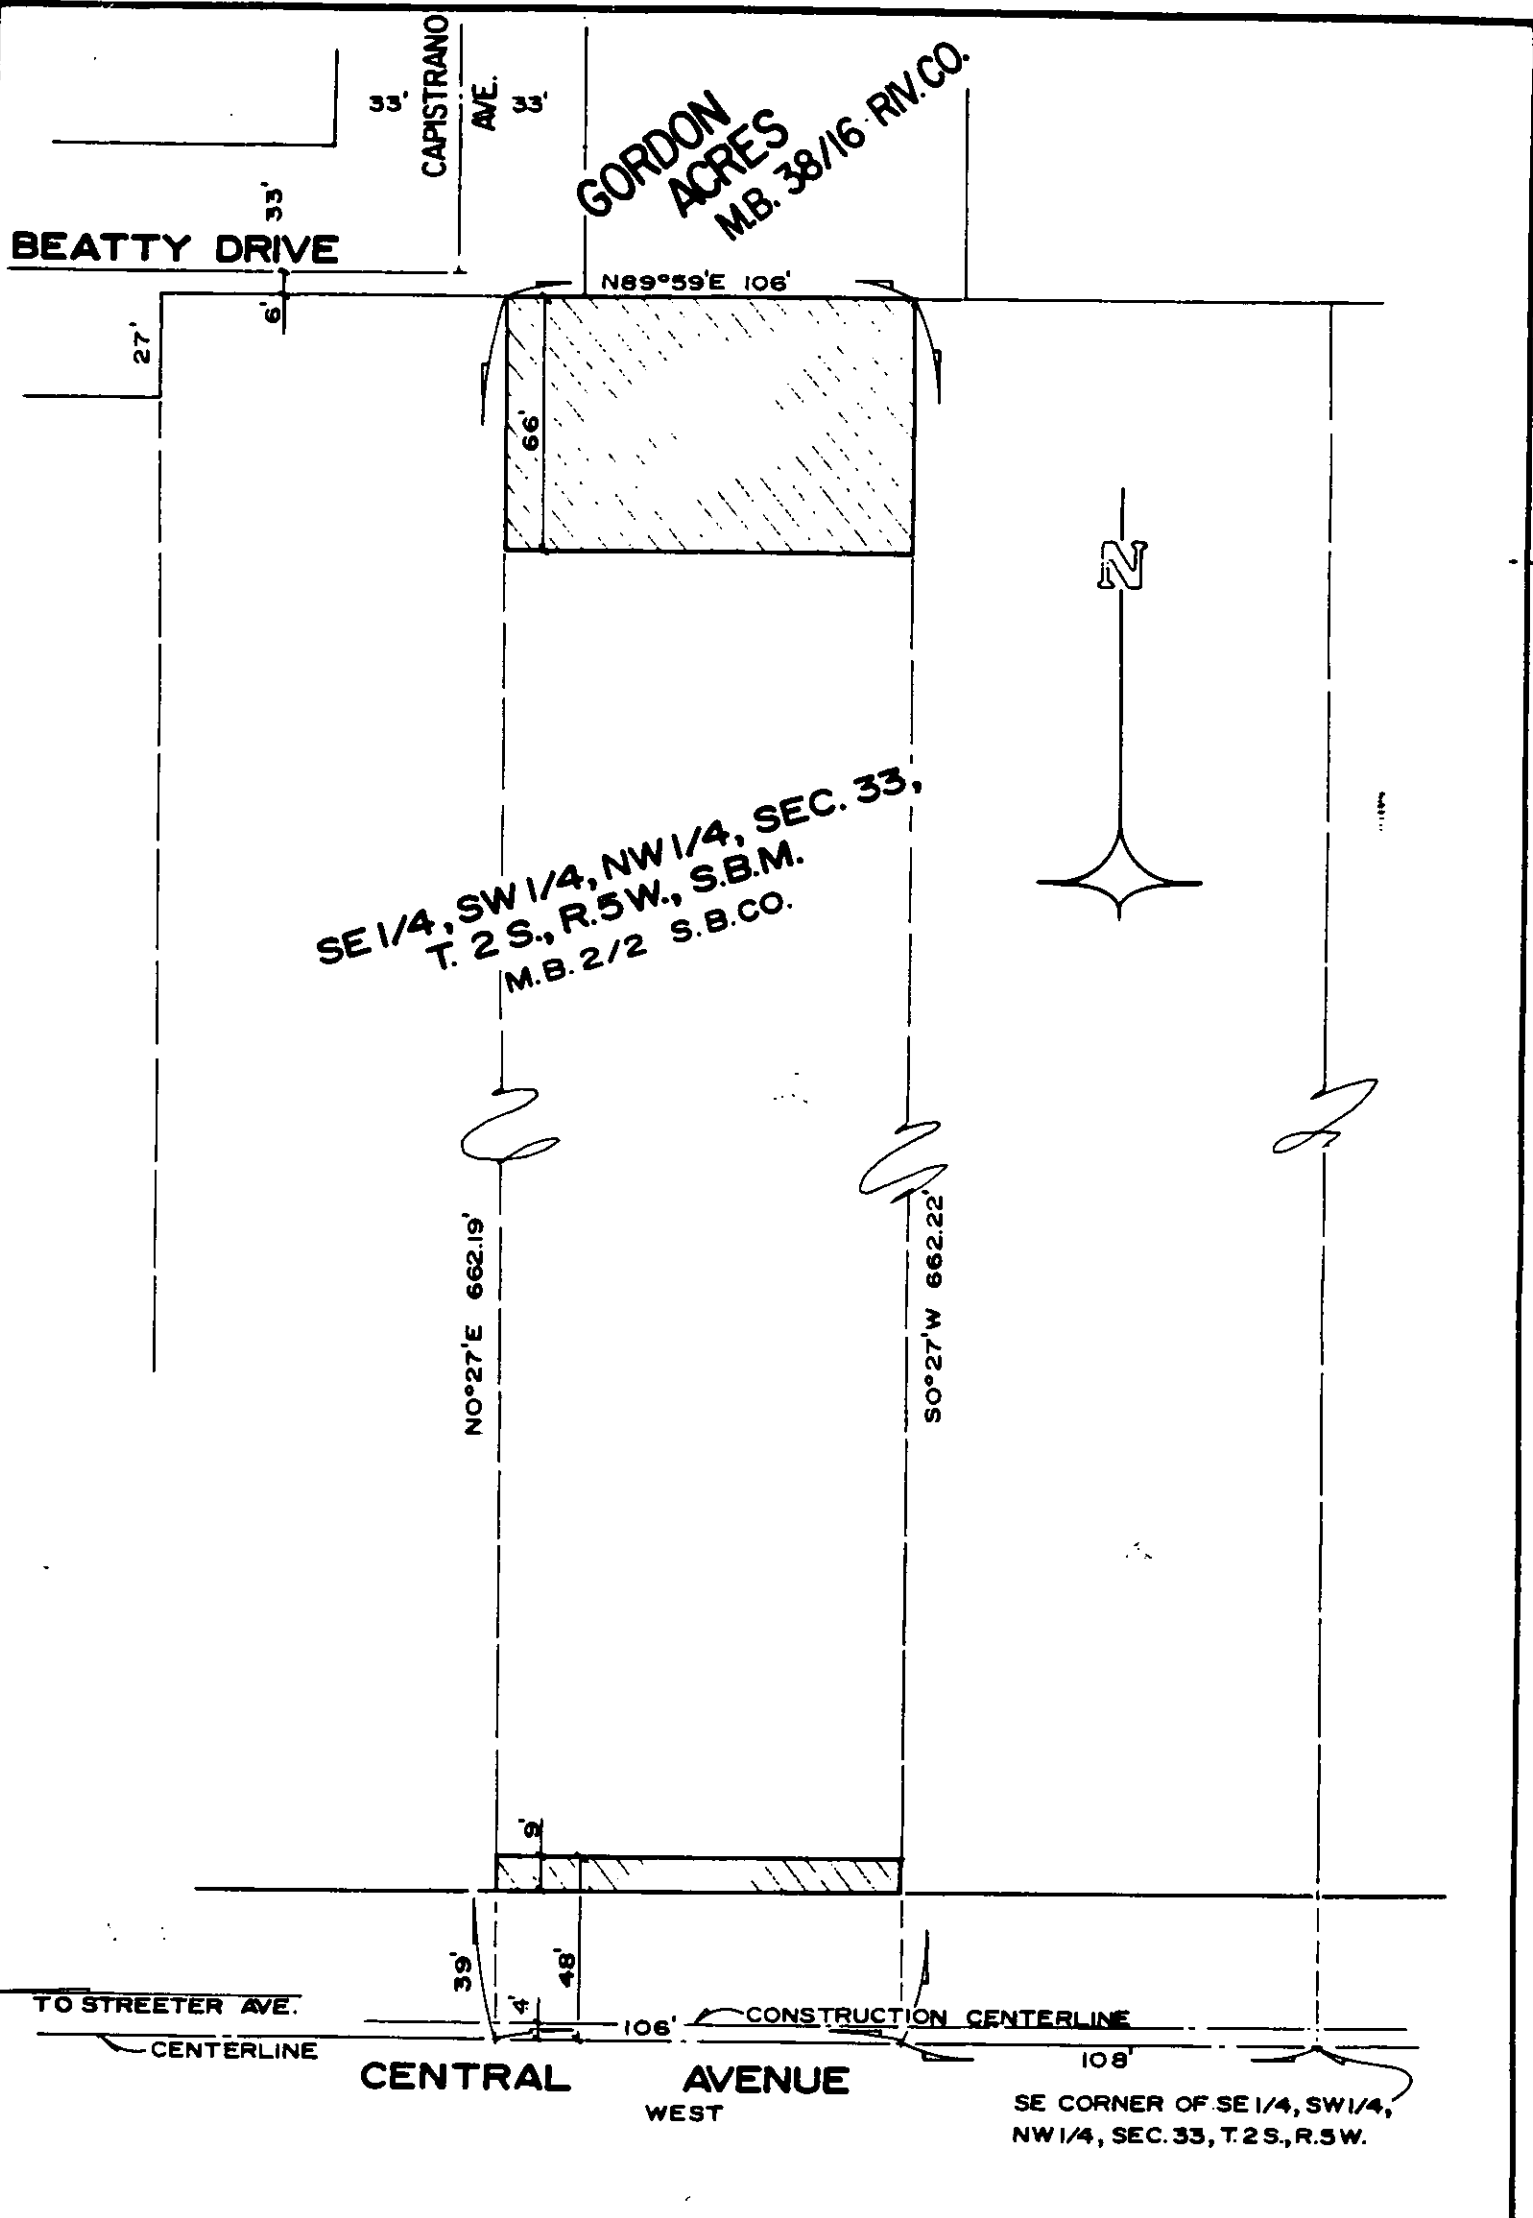 CAPISTRANO
AVE.
33'
33'
GORDON
ACRES
M.B. 38/16 RIV. CO.
33'
BEATTY DRIVE
6'
27'
N89°59'E 106'
66'
N
SE 1/4, SW 1/4, NW 1/4, SEC. 33,
T. 2 S., R. 5 W., S.B.M.
M.B. 2/2 S.B. CO.
N0°27'E 662.19'
S0°27'W 662.22'
9'
39'
48'
4'
TO STREETER AVE.
106'
CONSTRUCTION CENTERLINE
CENTERLINE
108'
CENTRAL AVENUE
WEST
SE CORNER OF SE 1/4, SW 1/4,
NW 1/4, SEC. 33, T. 2 S., R. 5 W.